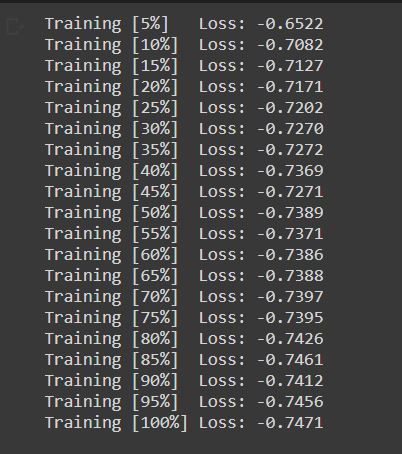 Training [5%]   Loss: -0.6522
Training [10%]  Loss: -0.7082
Training [15%]  Loss: -0.7127
Training [20%]  Loss: -0.7171
Training [25%]  Loss: -0.7202
Training [30%]  Loss: -0.7270
Training [35%]  Loss: -0.7272
Training [40%]  Loss: -0.7369
Training [45%]  Loss: -0.7271
Training [50%]  Loss: -0.7389
Training [55%]  Loss: -0.7371
Training [60%]  Loss: -0.7386
Training [65%]  Loss: -0.7388
Training [70%]  Loss: -0.7397
Training [75%]  Loss: -0.7395
Training [80%]  Loss: -0.7426
Training [85%]  Loss: -0.7461
Training [90%]  Loss: -0.7412
Training [95%]  Loss: -0.7456
Training [100%] Loss: -0.7471